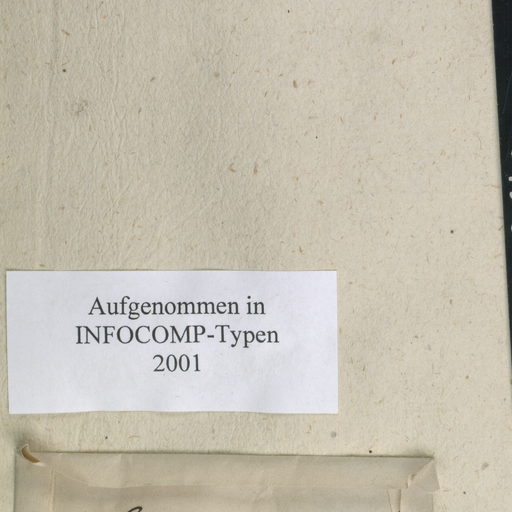 Aufgenommen in
INFOCOMP-Typen
2001